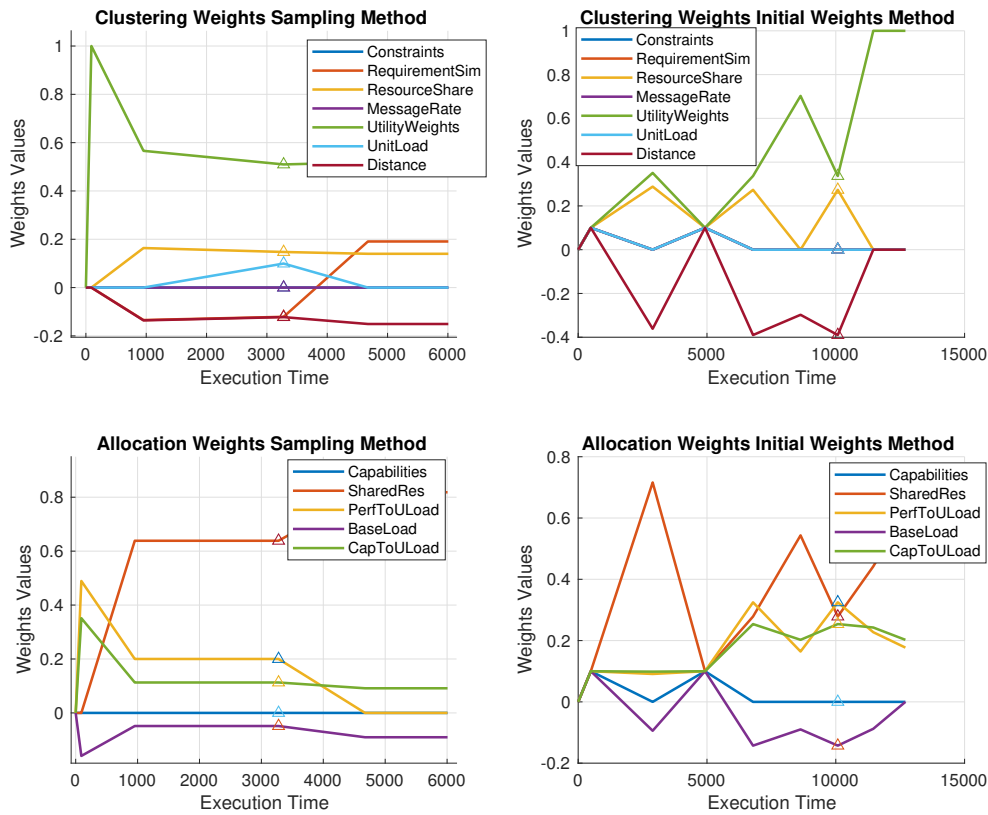 Clustering Weights Sampling Method
Weights Values
1
0.8
0.6
0.4
0.2
0
-0.2
Constraints
RequirementSim
ResourceShare
MessageRate
UtilityWeights
UnitLoad
Distance
0 1000 2000 3000 4000 5000 6000
Execution Time
Clustering Weights Initial Weights Method
Weights Values
1
0.8
0.6
0.4
0.2
0
-0.2
-0.4
Constraints
RequirementSim
ResourceShare
MessageRate
UtilityWeights
UnitLoad
Distance
0 5000 10000 15000
Execution Time
Allocation Weights Sampling Method
Weights Values
0.8
0.6
0.4
0.2
0
Capabilities
SharedRes
PerfToULoad
BaseLoad
CapToULoad
0 1000 2000 3000 4000 5000 6000
Execution Time
Allocation Weights Initial Weights Method
Weights Values
0.8
0.6
0.4
0.2
0
-0.2
Capabilities
SharedRes
PerfToULoad
BaseLoad
CapToULoad
0 5000 10000 15000
Execution Time